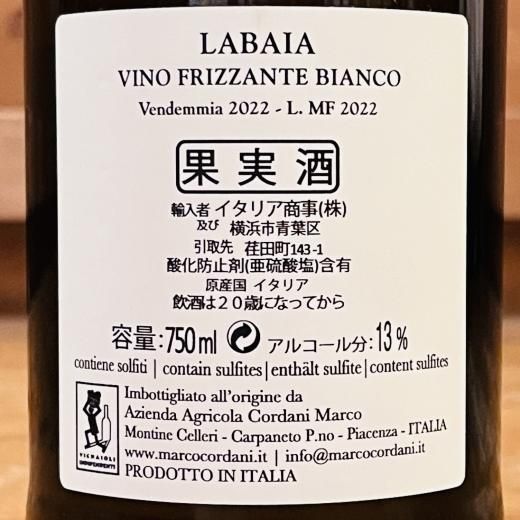 LABAIA
VINO FRIZZANTE BIANCO
Vendemmia 2022 - L. MF 2022
果実酒
輸入者 イタリア商事(株)
及び 横浜市青葉区
引取先 荏田町143-1
酸化防止剤(亜硫酸塩)含有
原産国 イタリア
飲酒は20歳になってから
容量:750ml アルコール分:13%
contiene solfiti | contain sulfites | enthält sulfite | content sulfites
Imbottigliato all'origine da
Azienda Agricola Cordani Marco
Montine Celleri - Carpaneto P.no - Piacenza - ITALIA
www.marcocordani.it | info@marcocordani.it
PRODOTTO IN ITALIA
VIGNAIOLI
INDIPENDENTI